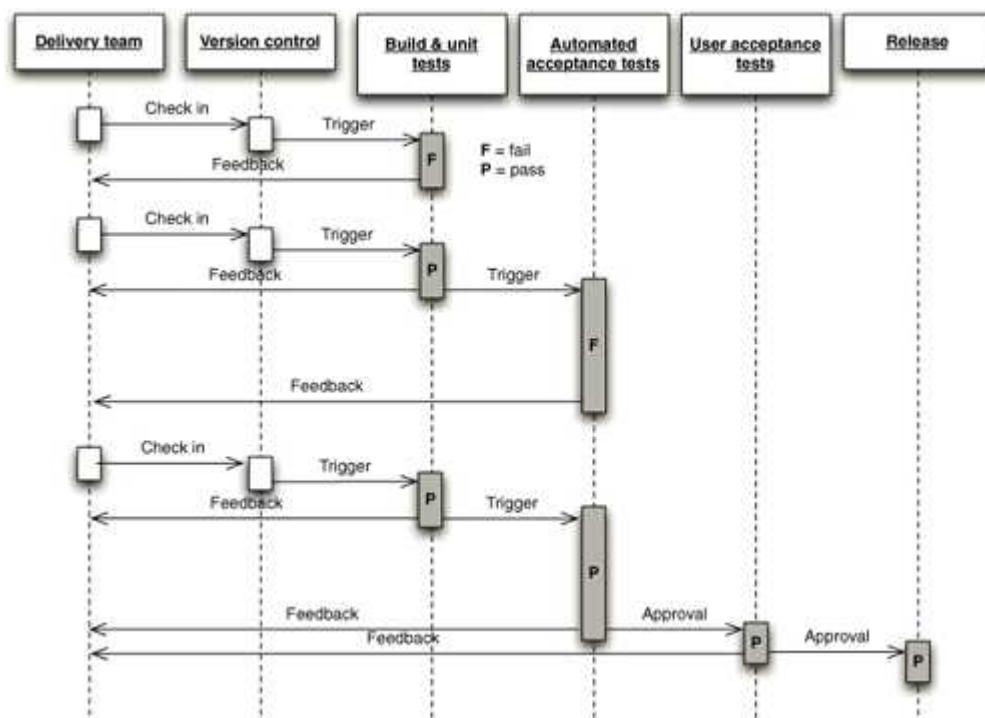 Delivery team
Version control
Build & unit
tests
Automated
acceptance tests
User acceptance
tests
Release
Check in
Trigger
F
F = fail
P = pass
Feedback
Check in
Trigger
P
Feedback
Trigger
F
Feedback
Check in
Trigger
P
Feedback
Trigger
P
Feedback
Approval
P
Feedback
Approval
P